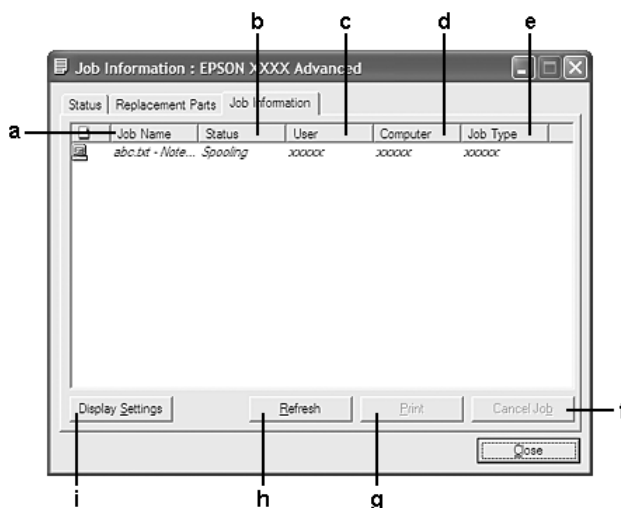 b c d e
Job Information : EPSON XXXX Advanced
Status Replacement Parts Job Information
a
Job Name Status User Computer Job Type
abc.txt - Note... Spooling xxxxxx xxxxxx xxxxxx
Display Settings Refresh Print Cancel Job
f
Close
i h g